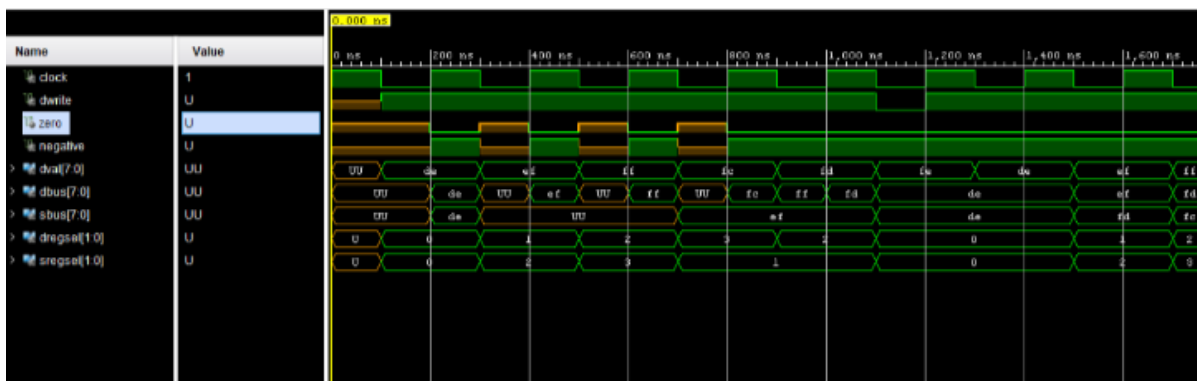 0.000 ns
Name Value
0 ns 200 ns 400 ns 600 ns 800 ns 1,000 ns 1,200 ns 1,400 ns 1,600 ns
clock 1
dwrite U
zero U
negative U
dval[7:0] UU UU de ef ff fc fd fe de ef ff
dbus[7:0] UU UU de UU ef UU ff UU fc ff fd de ef fd
sbus[7:0] UU UU de UU ef de fd fc
dregsel[1:0] U U 0 1 2 3 2 0 1 2
sregsel[1:0] U U 0 2 3 1 0 2 3